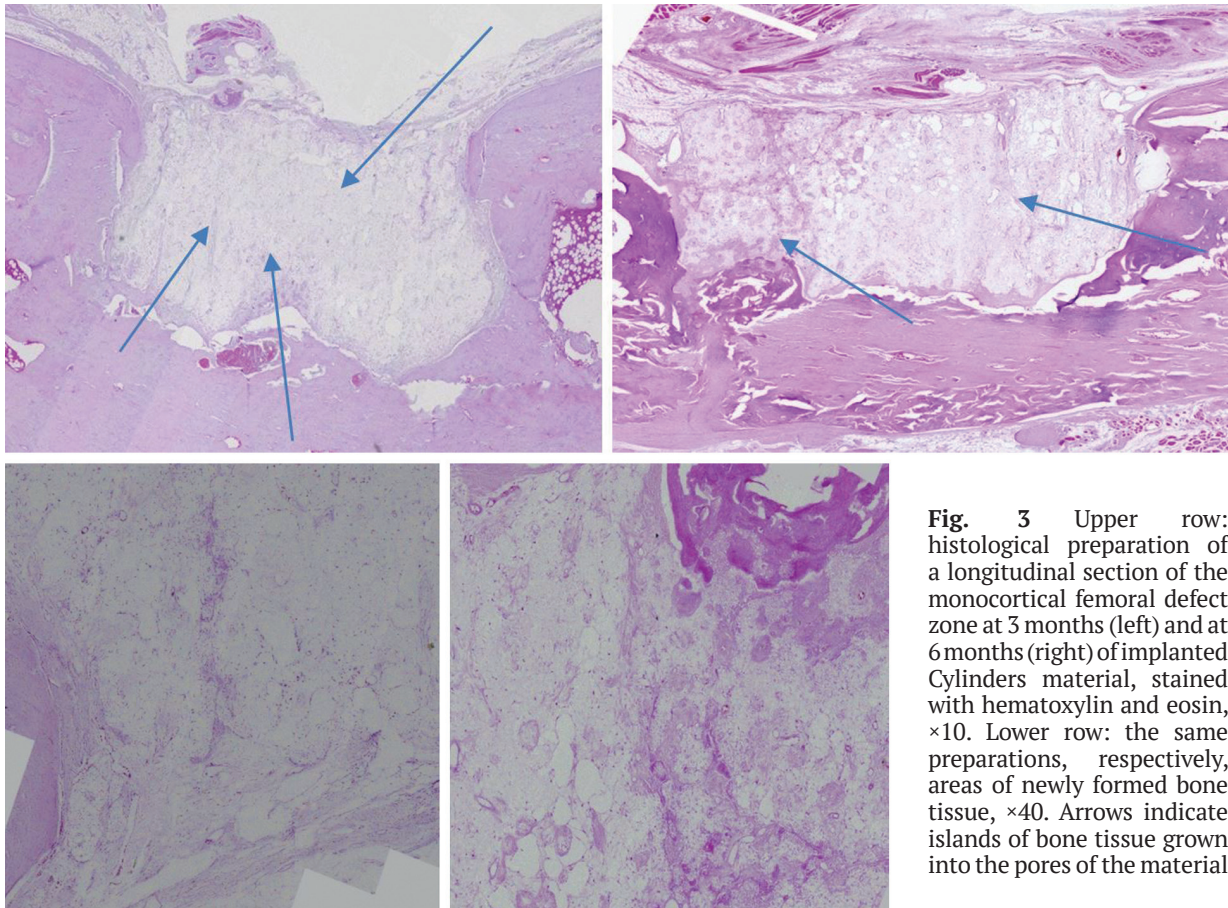 Fig. 3 Upper row:
histological preparation of
a longitudinal section of the
monocortical femoral defect
zone at 3 months (left) and at
6 months (right) of implanted
Cylinders material, stained
with hematoxylin and eosin,
×10. Lower row: the same
preparations, respectively,
areas of newly formed bone
tissue, ×40. Arrows indicate
islands of bone tissue grown
into the pores of the material